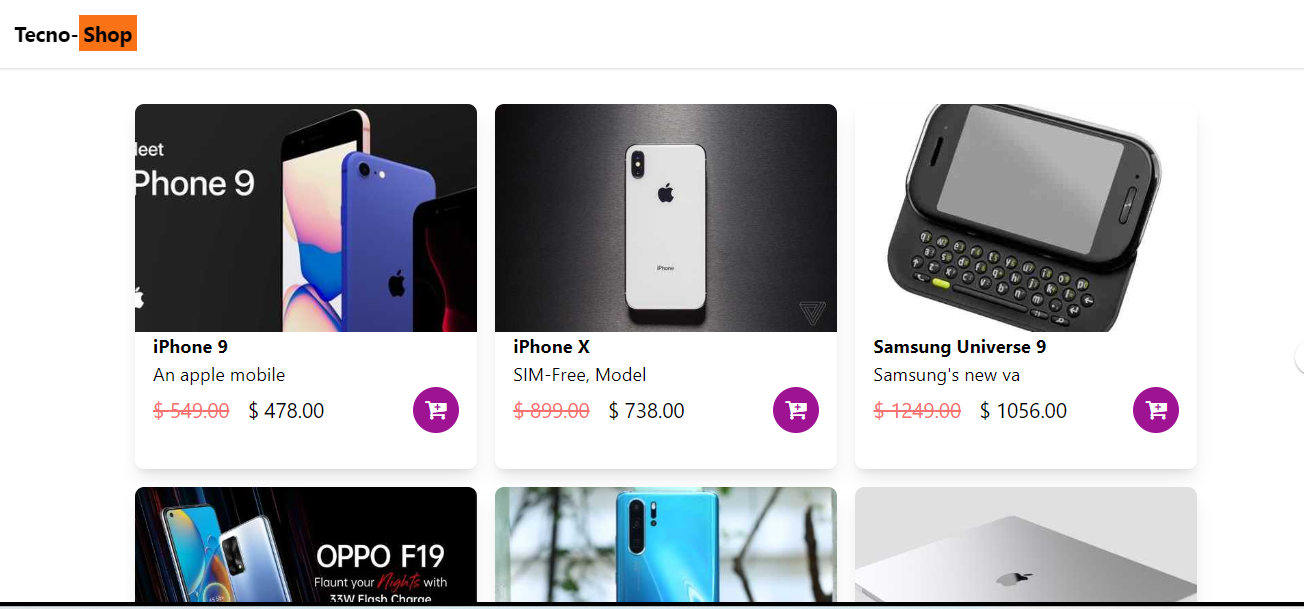 Tecno- Shop
leet
Phone 9
iPhone
iPhone 9
An apple mobile
$ 549.00 $ 478.00
iPhone X
SIM-Free, Model
$ 899.00 $ 738.00
Samsung Universe 9
Samsung's new va
$ 1249.00 $ 1056.00
OPPO F19
Flaunt your Nights with
33W Flash Charge